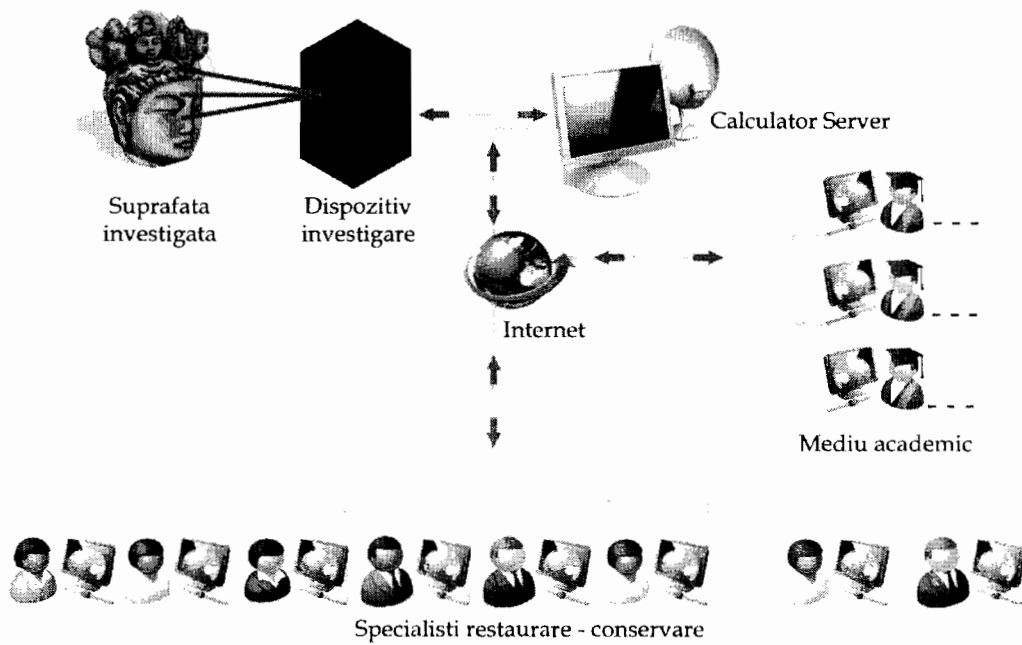 Calculator Server
Suprafata
investigata
Dispozitiv
investigare
Internet
Mediu academic
Specialisti restaurare - conservare